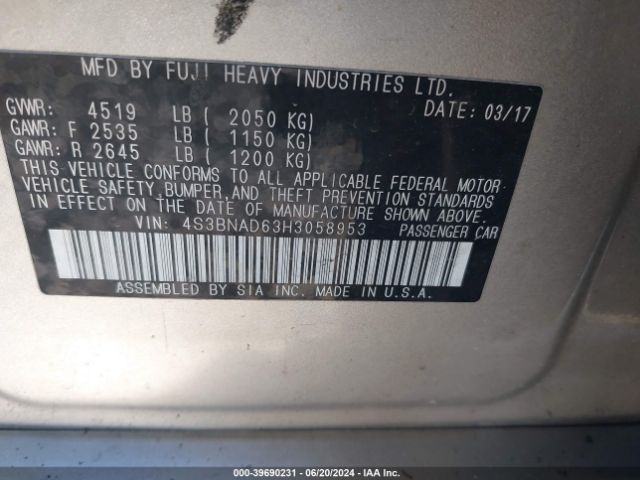 MFD BY FUJI HEAVY INDUSTRIES LTD.
GVWR: 4519 LB ( 2050 KG) DATE: 03/17
GAWR: F 2535 LB ( 1150 KG)
GAWR: R 2645 LB ( 1200 KG)
THIS VEHICLE CONFORMS TO ALL APPLICABLE FEDERAL MOTOR
VEHICLE SAFETY, BUMPER, AND THEFT PREVENTION STANDARDS
IN EFFECT ON THE DATE OF MANUFACTURE SHOWN ABOVE.
VIN: 4S3BNAD63H3058953 PASSENGER CAR
ASSEMBLED BY SIA INC. MADE IN U.S.A.
000-39690231 - 06/20/2024 - IAA Inc.